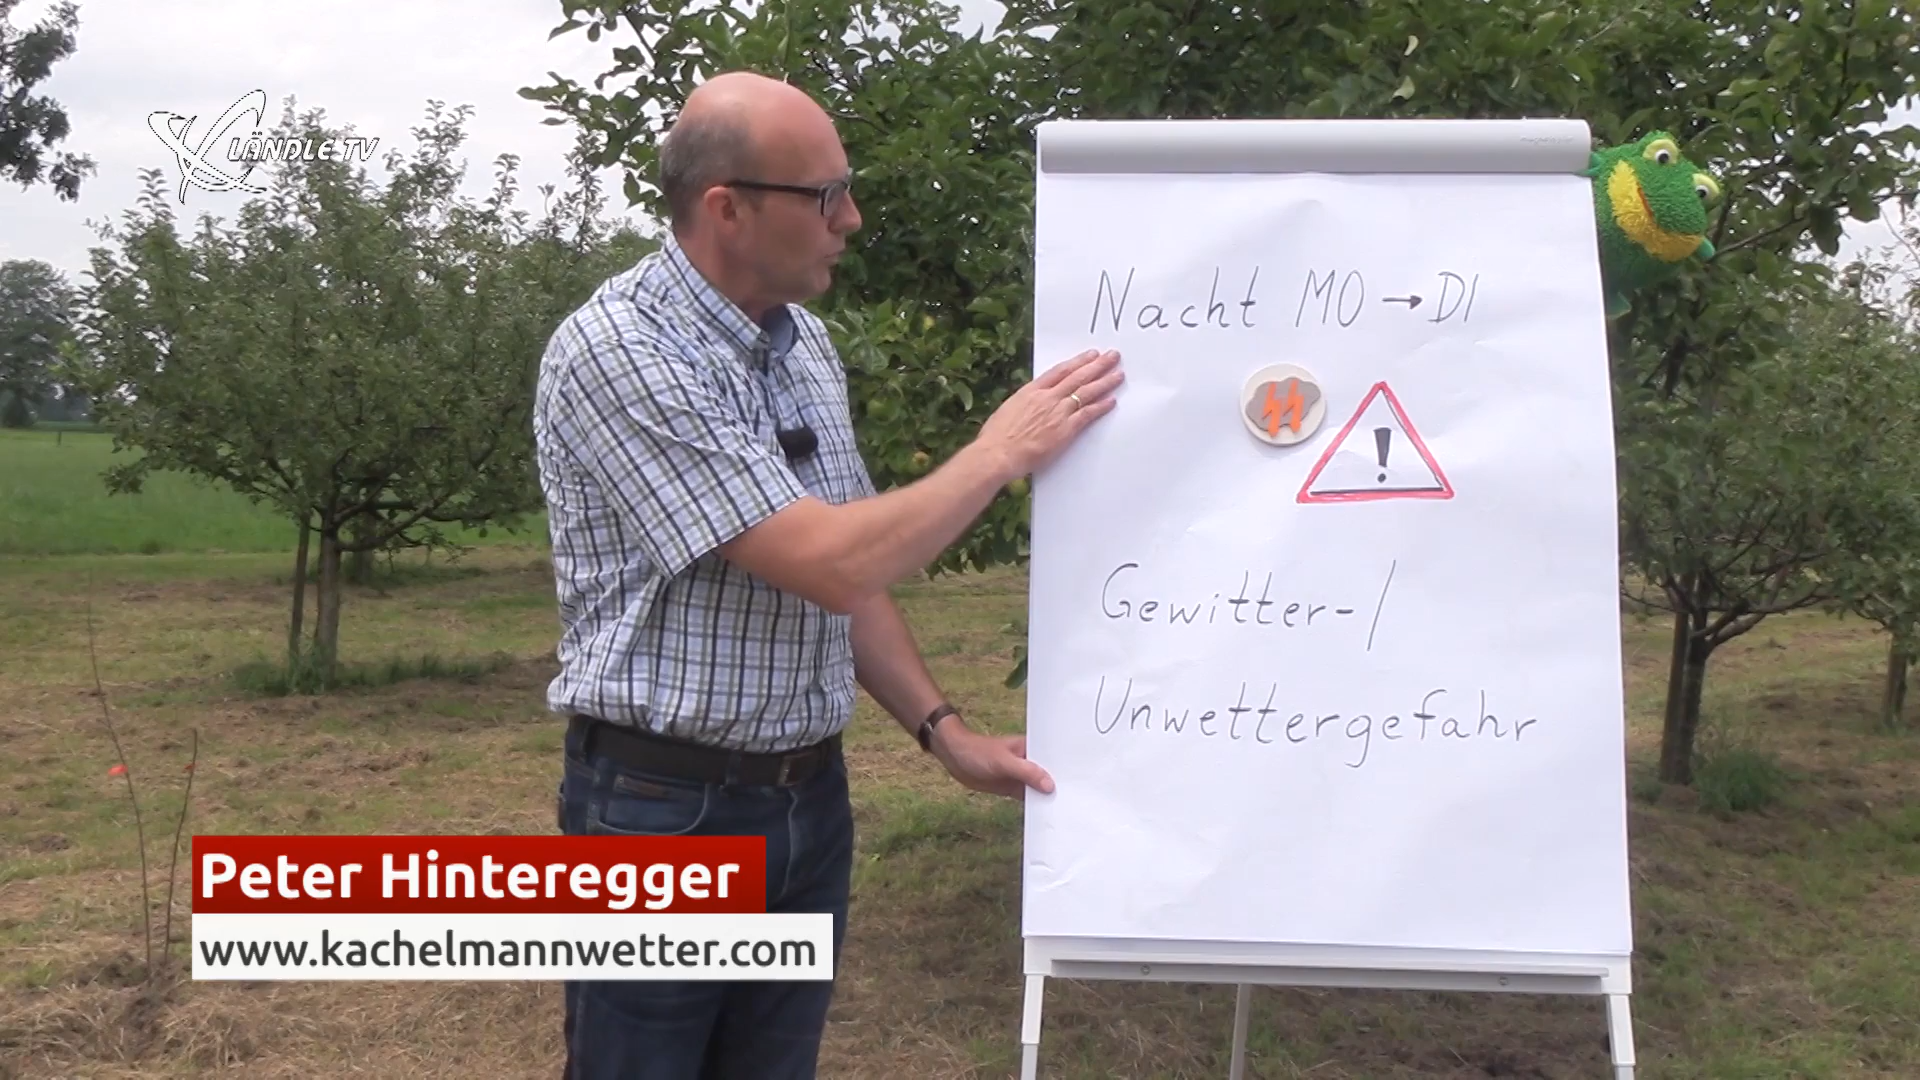 LÄNDLE TV
Nacht MO → DI
!
Gewitter-/
Unwettergefahr
Peter Hinteregger
www.kachelmannwetter.com